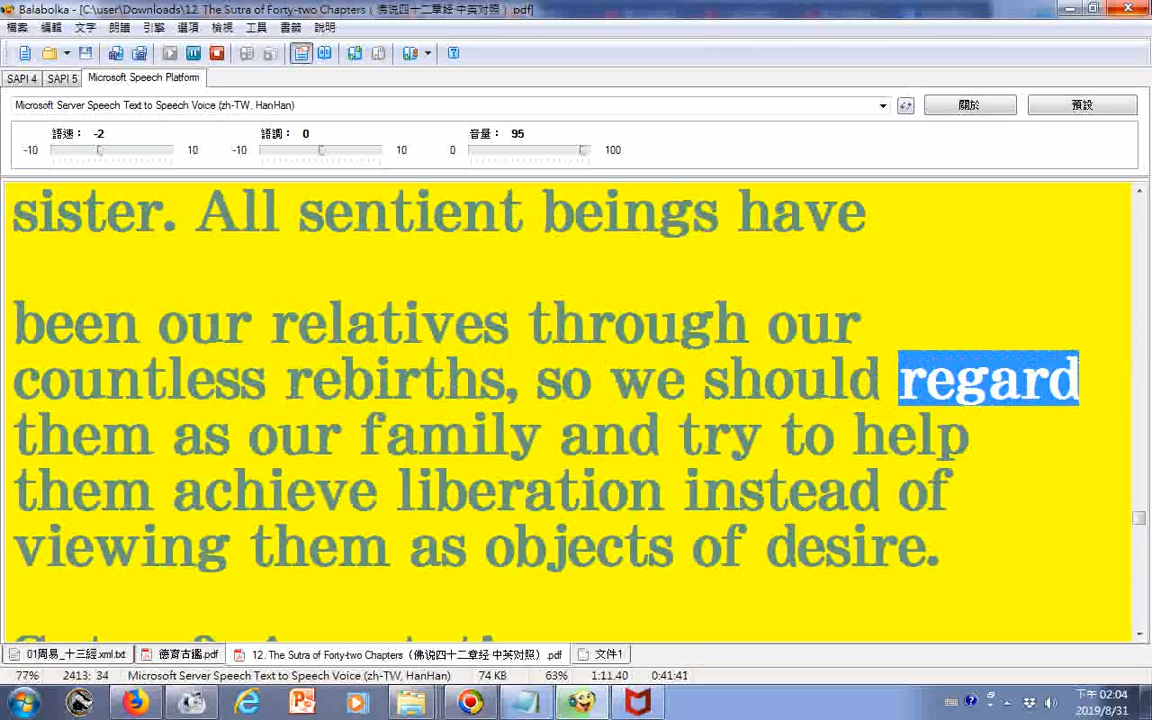 Balabolka - [C:\user\Downloads\12. The Sutra of Forty-two Chapters（佛说四十二章经·中英对照）.pdf]
檔案 編輯 文字 朗讀 引擎 選項 檢視 工具 書籤 說明
SAPI 4 SAPI 5 Microsoft Speech Platform
Microsoft Server Speech Text to Speech Voice (zh-TW, HanHan) 關於 預設
語速： -2 語調： 0 音量： 95
-10 10 -10 10 0 100
sister. All sentient beings have
been our relatives through our
countless rebirths, so we should regard
them as our family and try to help
them achieve liberation instead of
viewing them as objects of desire.
01周易_十三經.xml.txt 德育古鑑.pdf 12. The Sutra of Forty-two Chapters（佛说四十二章经·中英对照）.pdf 文件1
77% 2413: 34 Microsoft Server Speech Text to Speech Voice (zh-TW, HanHan) 74 KB 63% 1:11.40 0:41:41
下午 02:04
2019/8/31